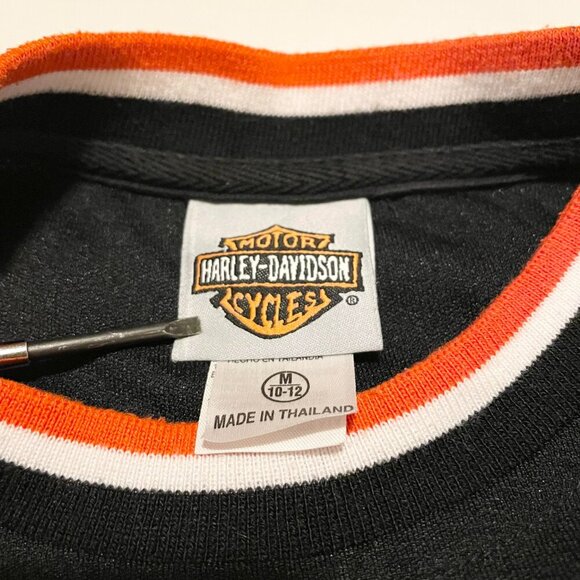 MOTOR
HARLEY-DAVIDSON
CYCLES
®
HECHO EN TAILANDIA
M
10-12
MADE IN THAILAND